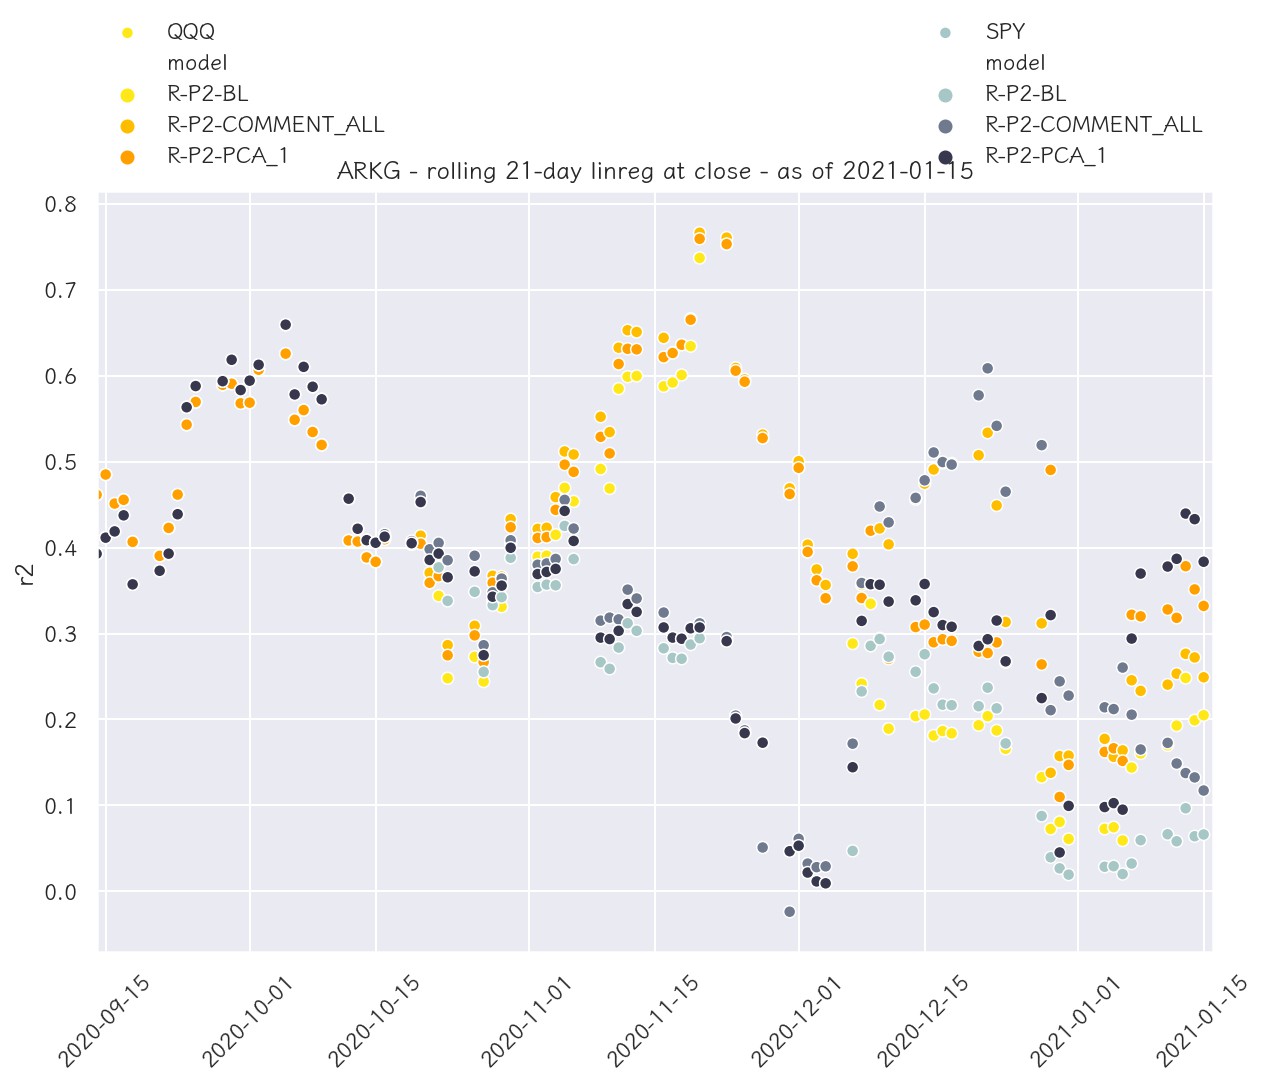 QQQ
model
R-P2-BL
R-P2-COMMENT_ALL
R-P2-PCA_1
SPY
model
R-P2-BL
R-P2-COMMENT_ALL
R-P2-PCA_1
ARKG - rolling 21-day linreg at close - as of 2021-01-15
0.8
0.7
0.6
0.5
0.4
0.3
0.2
0.1
0.0
r2
2020-09-15
2020-10-01
2020-10-15
2020-11-01
2020-11-15
2020-12-01
2020-12-15
2021-01-01
2021-01-15